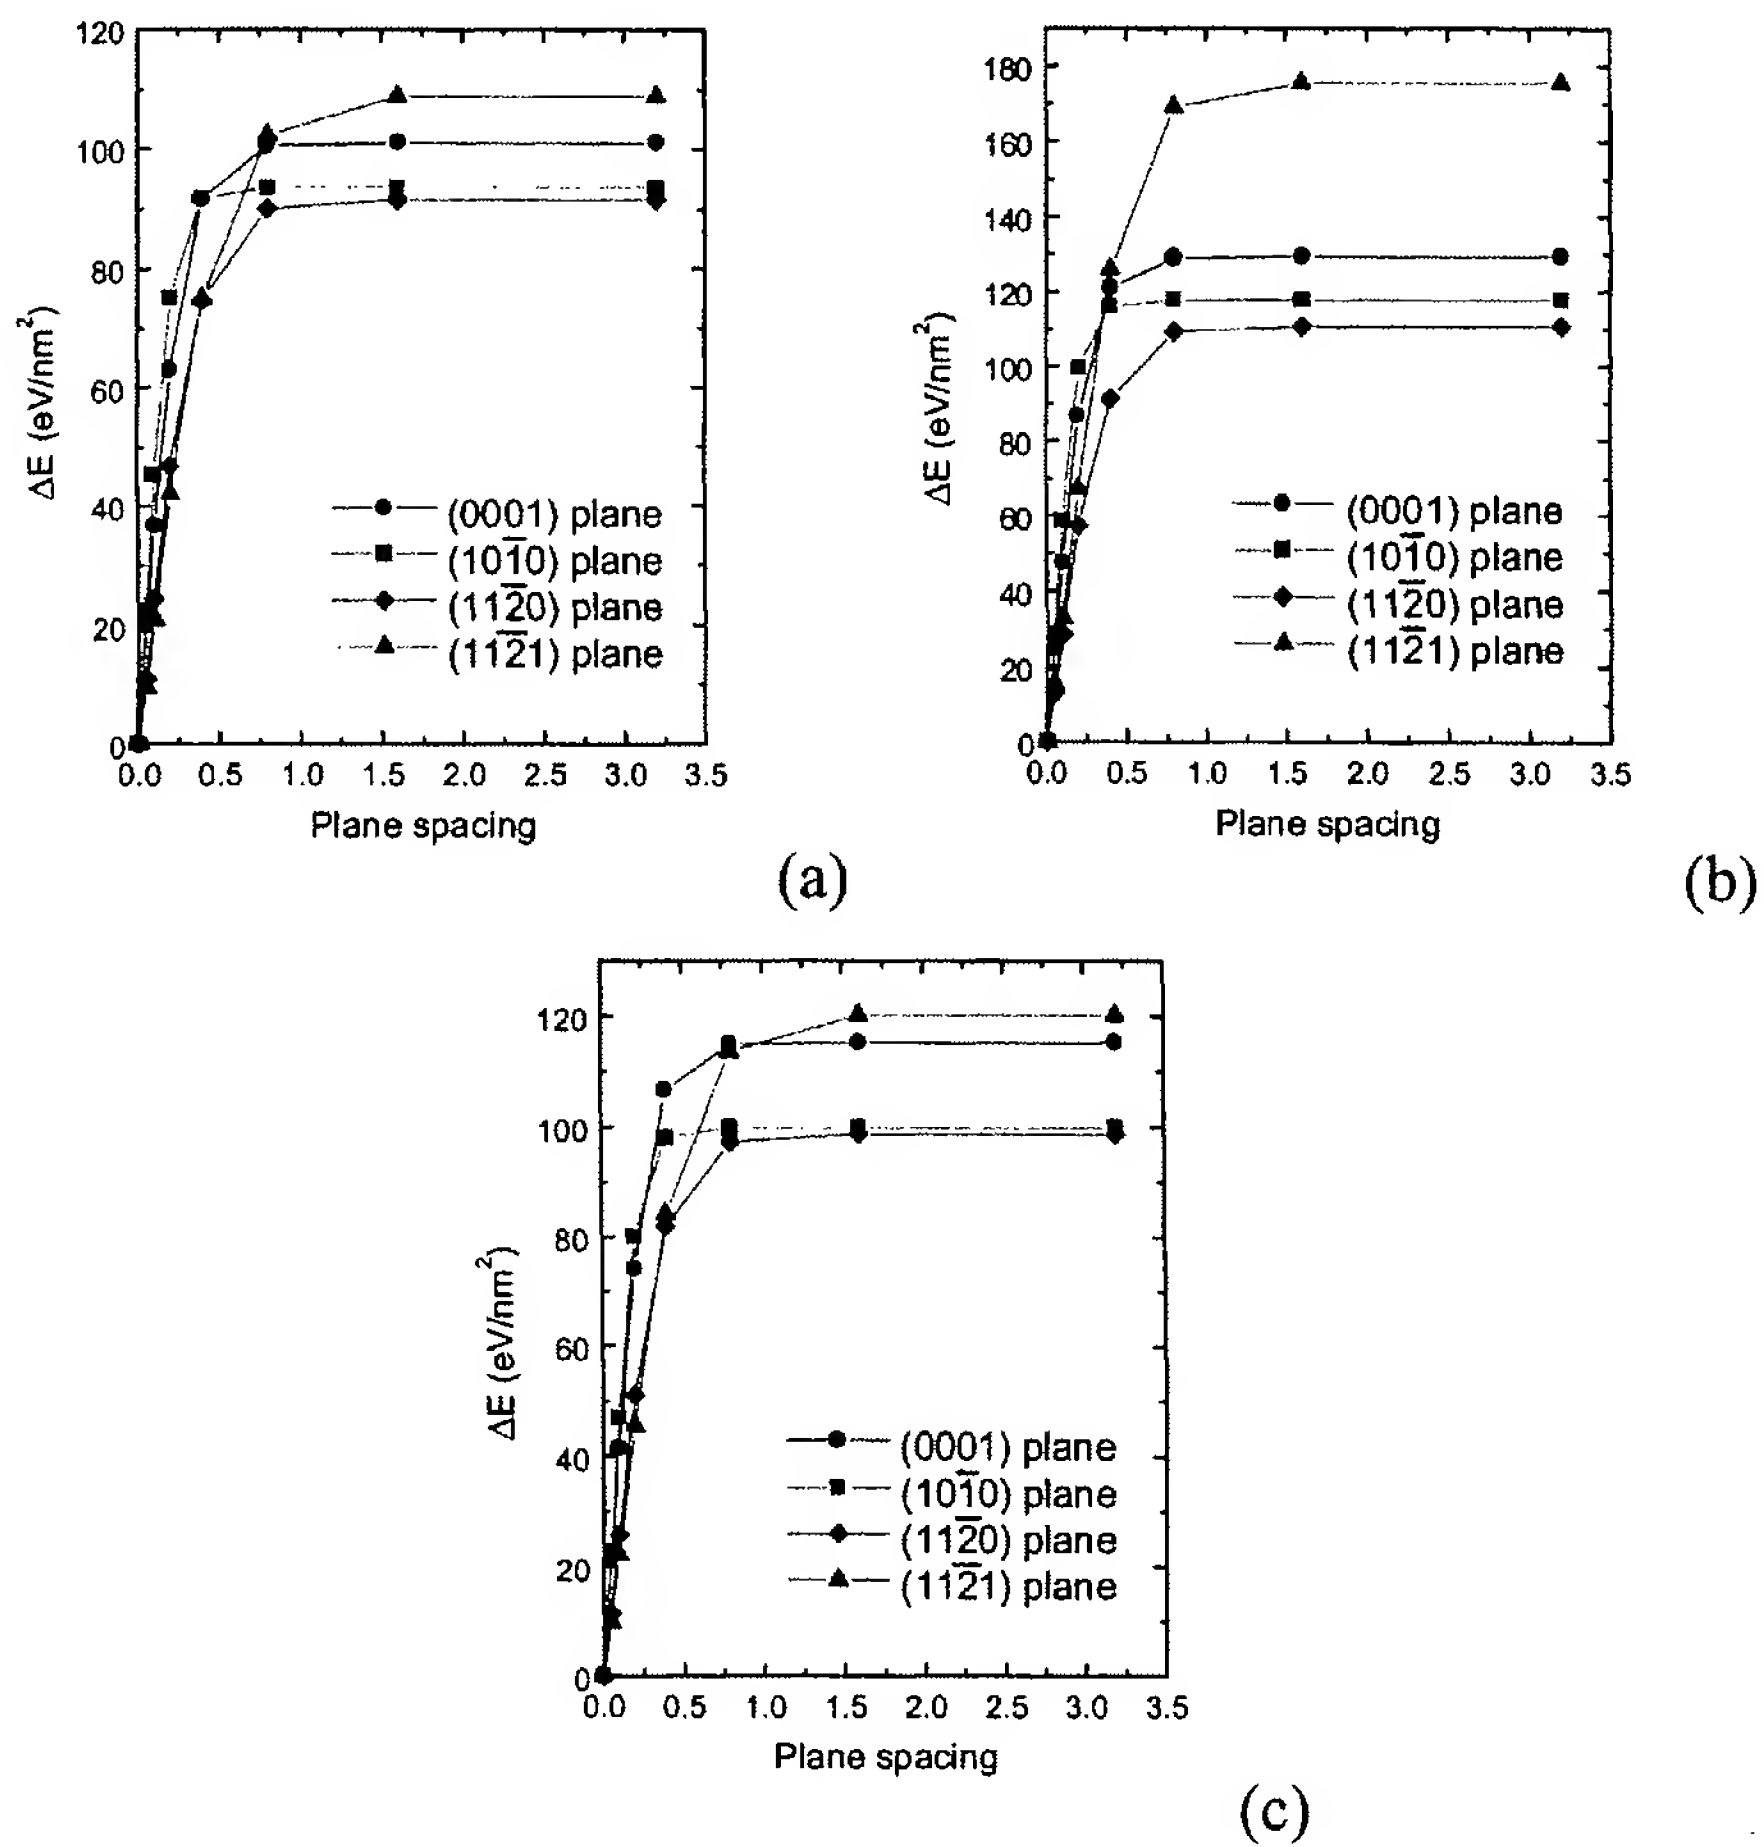 120
100
80
60
40
20
0
ΔE (eV/nm²)
(0001) plane
(101̅0) plane
(112̅0) plane
(112̅1) plane
0.0 0.5 1.0 1.5 2.0 2.5 3.0 3.5
Plane spacing
(a)
180
160
140
120
100
80
60
40
20
0
ΔE (eV/nm²)
(0001) plane
(101̅0) plane
(112̅0) plane
(112̅1) plane
0.0 0.5 1.0 1.5 2.0 2.5 3.0 3.5
Plane spacing
(b)
120
100
80
60
40
20
0
ΔE (eV/nm²)
(0001) plane
(101̅0) plane
(112̅0) plane
(112̅1) plane
0.0 0.5 1.0 1.5 2.0 2.5 3.0 3.5
Plane spacing
(c)